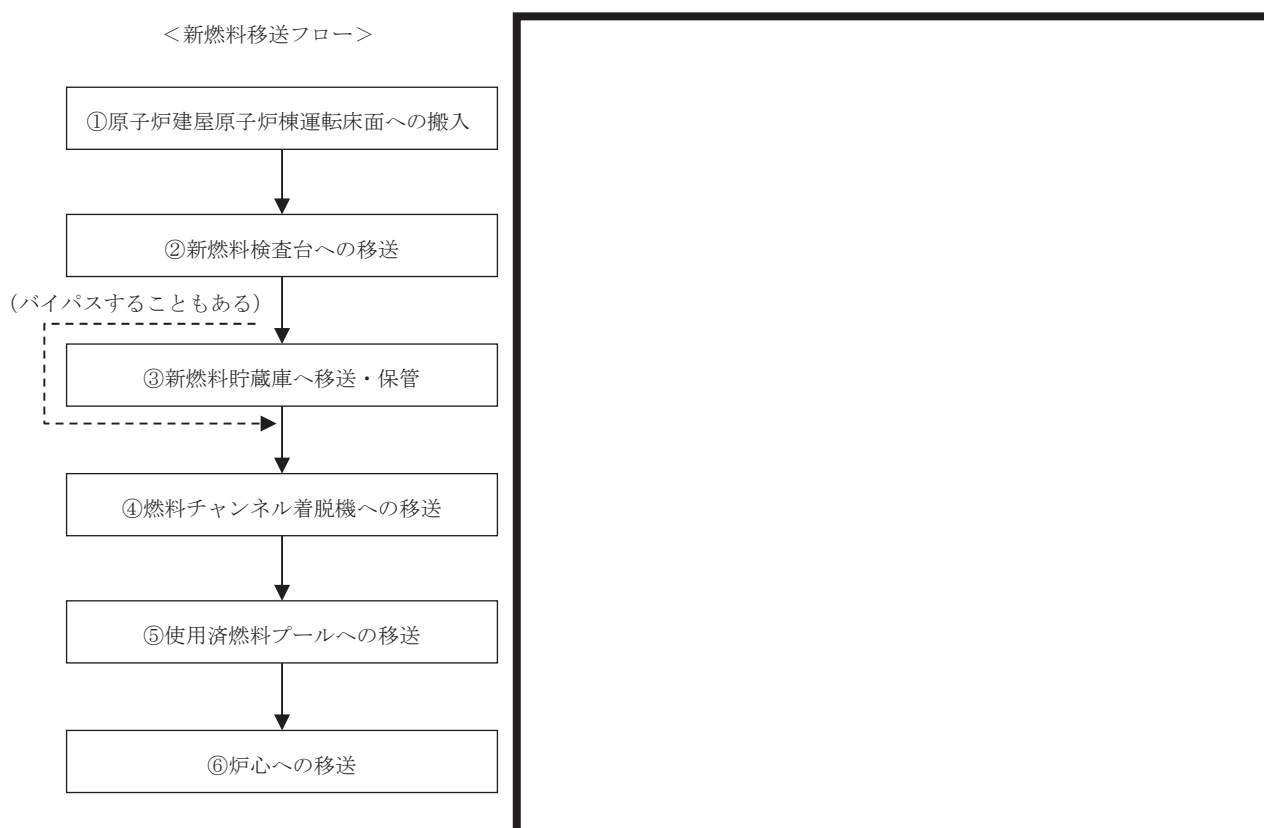 ＜新燃料移送フロー＞
①原子炉建屋原子炉棟運転床面への搬入
②新燃料検査台への移送
（バイパスすることもある）
③新燃料貯蔵庫へ移送・保管
④燃料チャンネル着脱機への移送
⑤使用済燃料プールへの移送
⑥炉心への移送